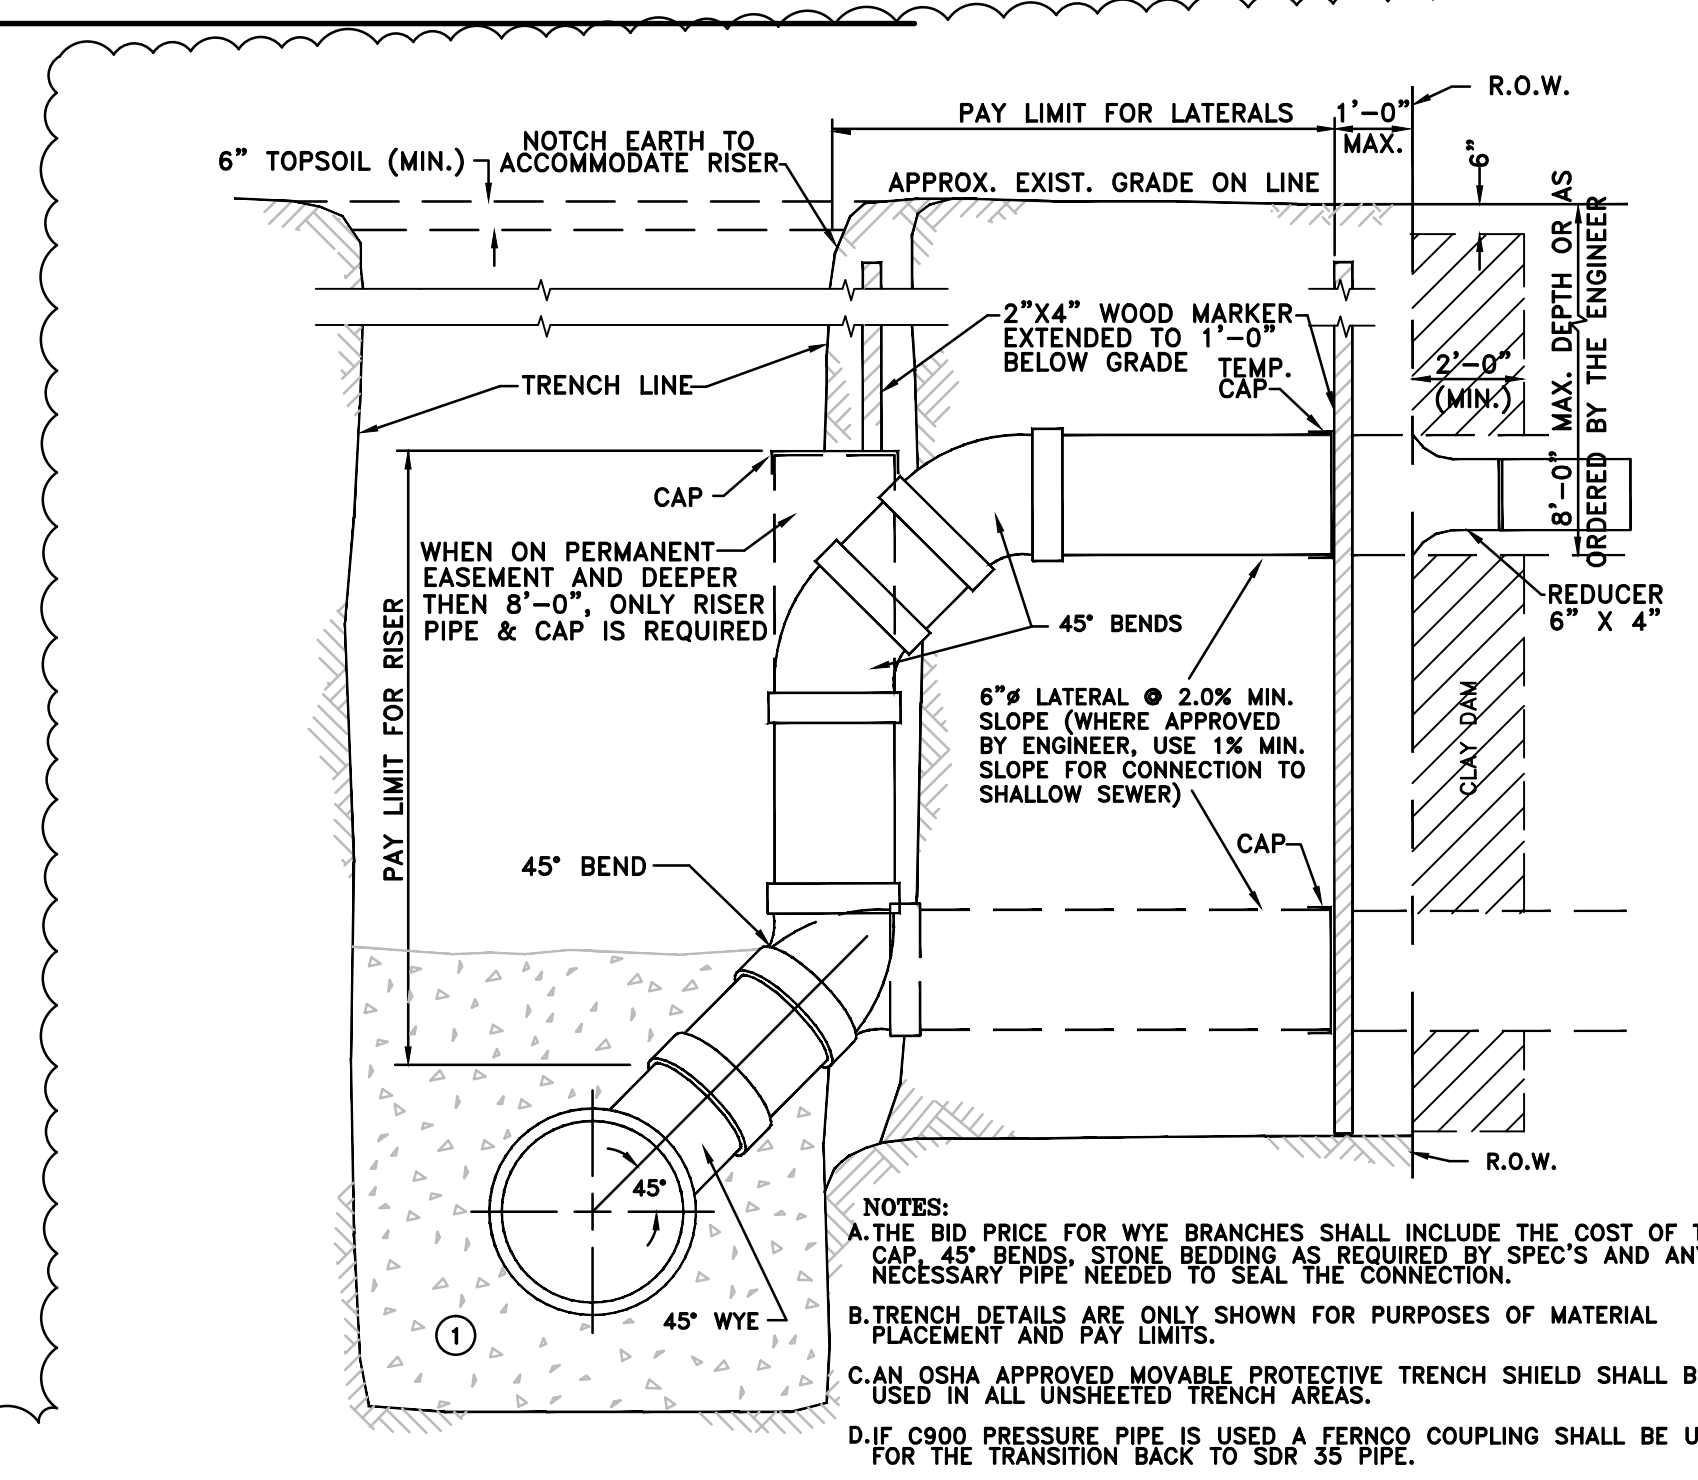 R.O.W.
PAY LIMIT FOR LATERALS
1'-0"
MAX.
6"
NOTCH EARTH TO
ACCOMMODATE RISER
6" TOPSOIL (MIN.)
APPROX. EXIST. GRADE ON LINE
8'-0" MAX. DEPTH OR AS
ORDERED BY THE ENGINEER
2"X4" WOOD MARKER
EXTENDED TO 1'-0"
BELOW GRADE
TEMP.
CAP
2'-0"
(MIN.)
TRENCH LINE
CAP
WHEN ON PERMANENT
EASEMENT AND DEEPER
THEN 8'-0", ONLY RISER
PIPE & CAP IS REQUIRED
PAY LIMIT FOR RISER
45° BENDS
REDUCER
6" X 4"
6"ø LATERAL @ 2.0% MIN.
SLOPE (WHERE APPROVED
BY ENGINEER, USE 1% MIN.
SLOPE FOR CONNECTION TO
SHALLOW SEWER)
CLAY DAM
CAP
45° BEND
45°
R.O.W.
45° WYE
1
NOTES:
A.THE BID PRICE FOR WYE BRANCHES SHALL INCLUDE THE COST OF
CAP, 45° BENDS, STONE BEDDING AS REQUIRED BY SPEC'S AND
NECESSARY PIPE NEEDED TO SEAL THE CONNECTION.
B.TRENCH DETAILS ARE ONLY SHOWN FOR PURPOSES OF MATERIAL
PLACEMENT AND PAY LIMITS.
C.AN OSHA APPROVED MOVABLE PROTECTIVE TRENCH SHIELD SHALL
USED IN ALL UNSHEETED TRENCH AREAS.
D.IF C900 PRESSURE PIPE IS USED A FERNCO COUPLING SHALL BE
FOR THE TRANSITION BACK TO SDR 35 PIPE.